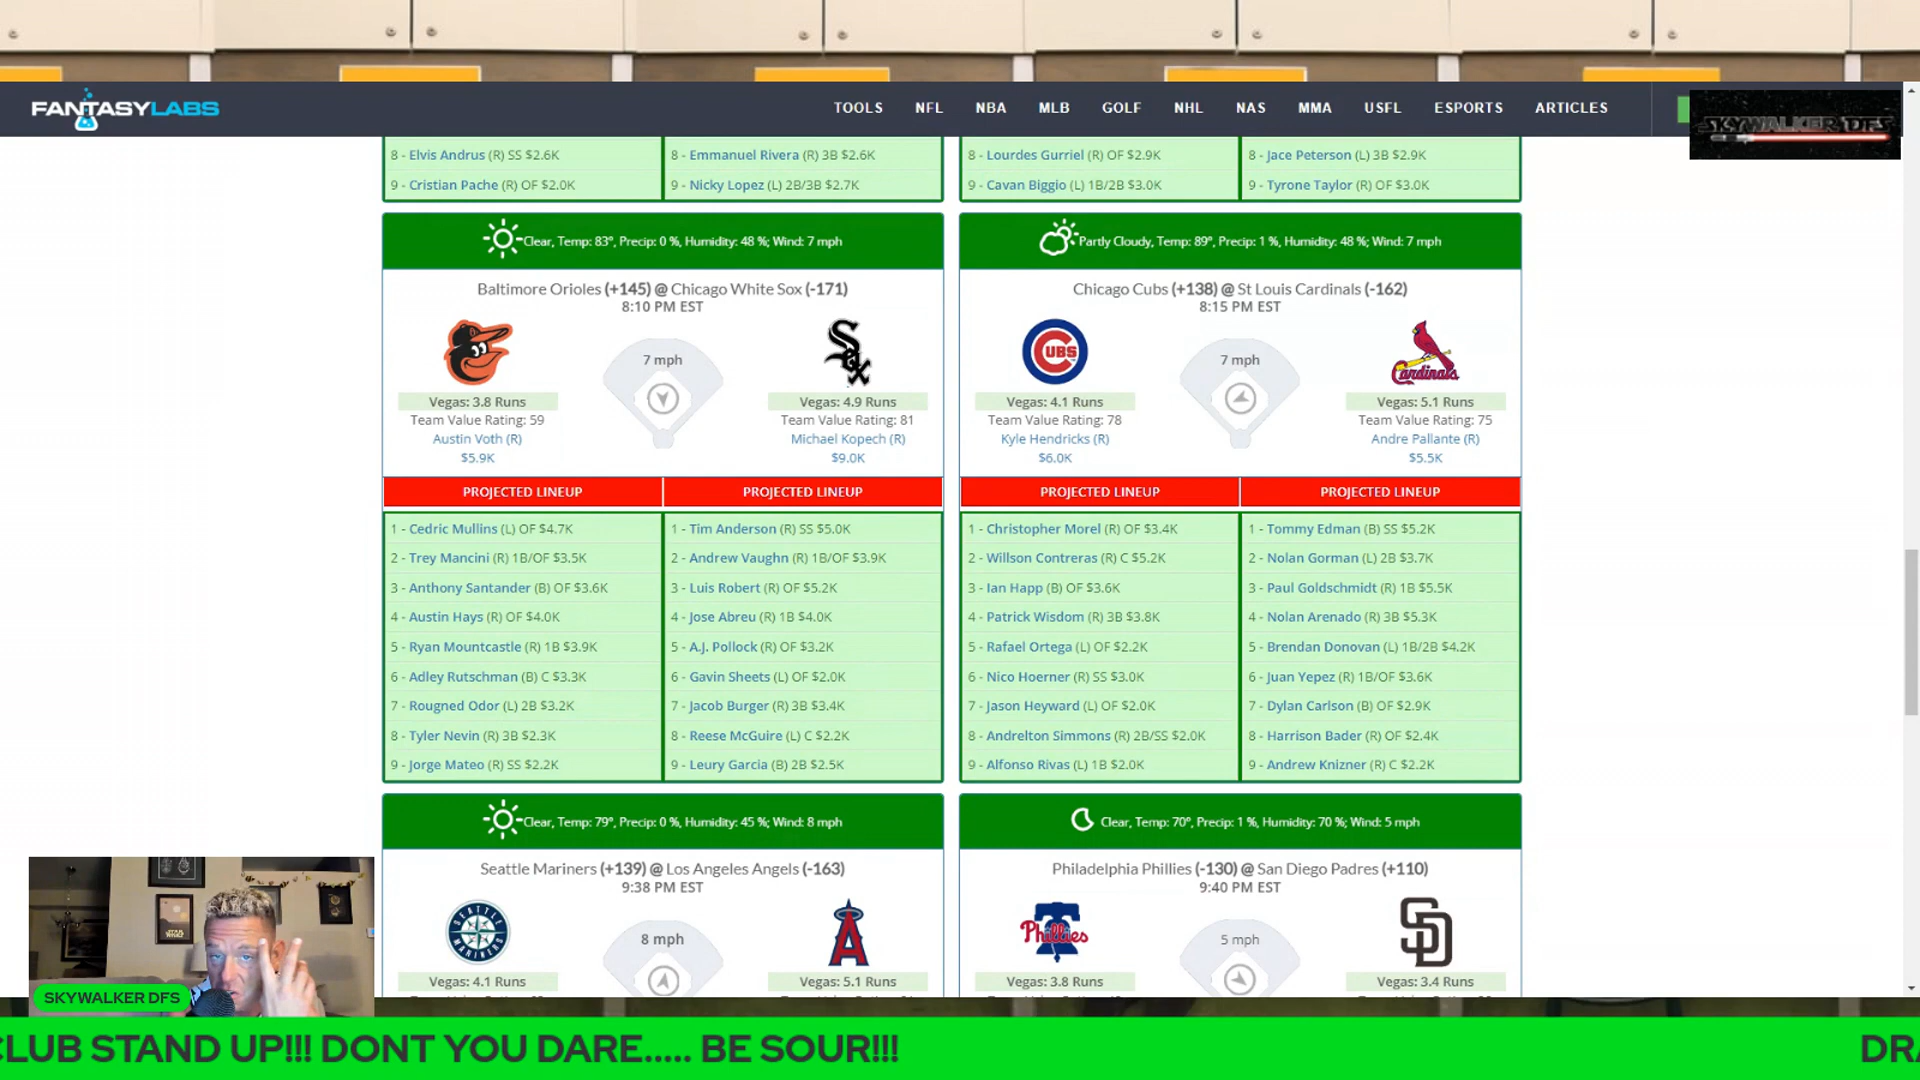 FANTASYLABS
TOOLS NFL NBA MLB GOLF NHL NAS MMA USFL ESPORTS ARTICLES
SKYWALKER DFS
8 - Elvis Andrus (R) SS $2.6K
9 - Cristian Pache (R) OF $2.0K
8 - Emmanuel Rivera (R) 3B $2.6K
9 - Nicky Lopez (L) 2B/3B $2.7K
8 - Lourdes Gurriel (R) OF $2.9K
9 - Cavan Biggio (L) 1B/2B $3.0K
8 - Jace Peterson (L) 3B $2.9K
9 - Tyrone Taylor (R) OF $3.0K
Clear, Temp: 83°, Precip: 0 %, Humidity: 48 %; Wind: 7 mph
Baltimore Orioles (+145) @ Chicago White Sox (-171)
8:10 PM EST
7 mph
Sox
Vegas: 3.8 Runs
Team Value Rating: 59
Austin Voth (R)
$5.9K
Vegas: 4.9 Runs
Team Value Rating: 81
Michael Kopech (R)
$9.0K
PROJECTED LINEUP
1 - Cedric Mullins (L) OF $4.7K
2 - Trey Mancini (R) 1B/OF $3.5K
3 - Anthony Santander (B) OF $3.6K
4 - Austin Hays (R) OF $4.0K
5 - Ryan Mountcastle (R) 1B $3.9K
6 - Adley Rutschman (B) C $3.3K
7 - Rougned Odor (L) 2B $3.2K
8 - Tyler Nevin (R) 3B $2.3K
9 - Jorge Mateo (R) SS $2.2K
PROJECTED LINEUP
1 - Tim Anderson (R) SS $5.0K
2 - Andrew Vaughn (R) 1B/OF $3.9K
3 - Luis Robert (R) OF $5.2K
4 - Jose Abreu (R) 1B $4.0K
5 - A.J. Pollock (R) OF $3.2K
6 - Gavin Sheets (L) OF $2.0K
7 - Jacob Burger (R) 3B $3.4K
8 - Reese McGuire (L) C $2.2K
9 - Leury Garcia (B) 2B $2.5K
Partly Cloudy, Temp: 89°, Precip: 1 %, Humidity: 48 %; Wind: 7 mph
Chicago Cubs (+138) @ St Louis Cardinals (-162)
8:15 PM EST
CUBS
7 mph
Cardinals
Vegas: 4.1 Runs
Team Value Rating: 78
Kyle Hendricks (R)
$6.0K
Vegas: 5.1 Runs
Team Value Rating: 75
Andre Pallante (R)
$5.5K
PROJECTED LINEUP
1 - Christopher Morel (R) OF $3.4K
2 - Willson Contreras (R) C $5.2K
3 - Ian Happ (B) OF $3.6K
4 - Patrick Wisdom (R) 3B $3.8K
5 - Rafael Ortega (L) OF $2.2K
6 - Nico Hoerner (R) SS $3.0K
7 - Jason Heyward (L) OF $2.0K
8 - Andrelton Simmons (R) 2B/SS $2.0K
9 - Alfonso Rivas (L) 1B $2.0K
PROJECTED LINEUP
1 - Tommy Edman (B) SS $5.2K
2 - Nolan Gorman (L) 2B $3.7K
3 - Paul Goldschmidt (R) 1B $5.5K
4 - Nolan Arenado (R) 3B $5.3K
5 - Brendan Donovan (L) 1B/2B $4.2K
6 - Juan Yepez (R) 1B/OF $3.6K
7 - Dylan Carlson (B) OF $2.9K
8 - Harrison Bader (R) OF $2.4K
9 - Andrew Knizner (R) C $2.2K
Clear, Temp: 79°, Precip: 0 %, Humidity: 45 %; Wind: 8 mph
Seattle Mariners (+139) @ Los Angeles Angels (-163)
9:38 PM EST
SEATTLE
MARINERS
8 mph
A
Vegas: 4.1 Runs
Vegas: 5.1 Runs
Clear, Temp: 70°, Precip: 1 %, Humidity: 70 %; Wind: 5 mph
Philadelphia Phillies (-130) @ San Diego Padres (+110)
9:40 PM EST
Phillies
5 mph
SD
Vegas: 3.8 Runs
Vegas: 3.4 Runs
SKYWALKER DFS
CLUB STAND UP!!! DONT YOU DARE..... BE SOUR!!!
DRA